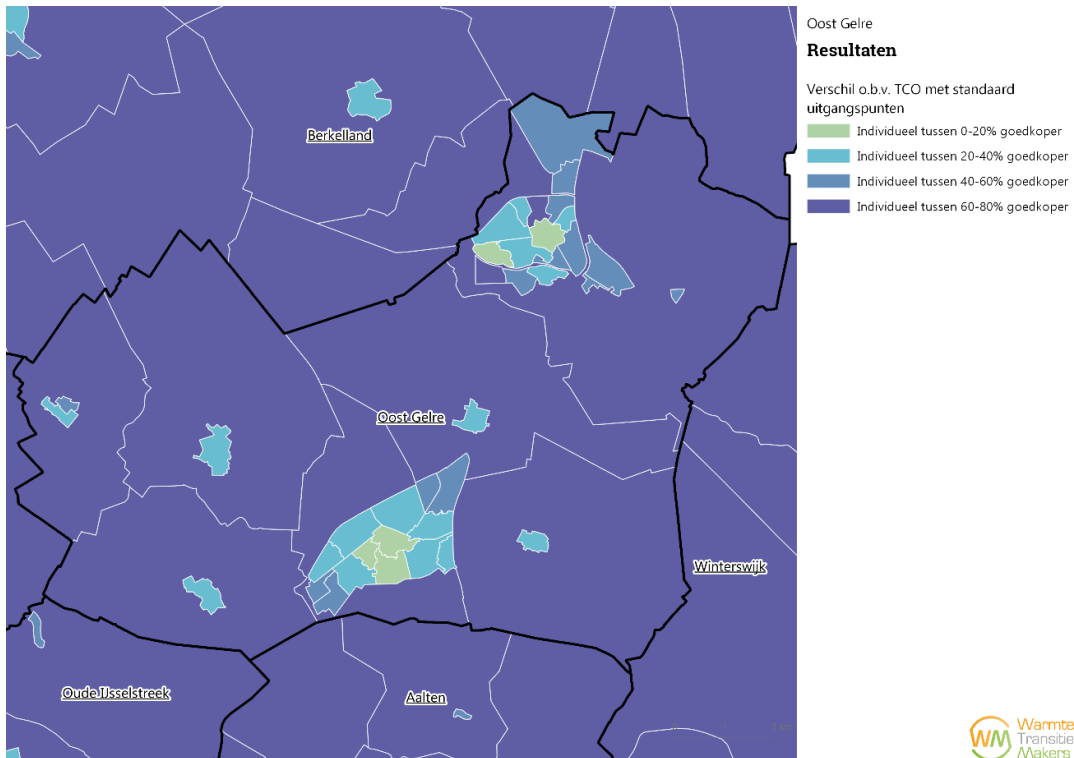 Oost Gelre
Resultaten
Verschil o.b.v. TCO met standaard
uitgangspunten
Individueel tussen 0-20% goedkoper
Individueel tussen 20-40% goedkoper
Individueel tussen 40-60% goedkoper
Individueel tussen 60-80% goedkoper
Berkelland
Oost Gelre
Winterswijk
Oude IJsselstreek
Aalten
WM
Warmte
Transitie
Makers